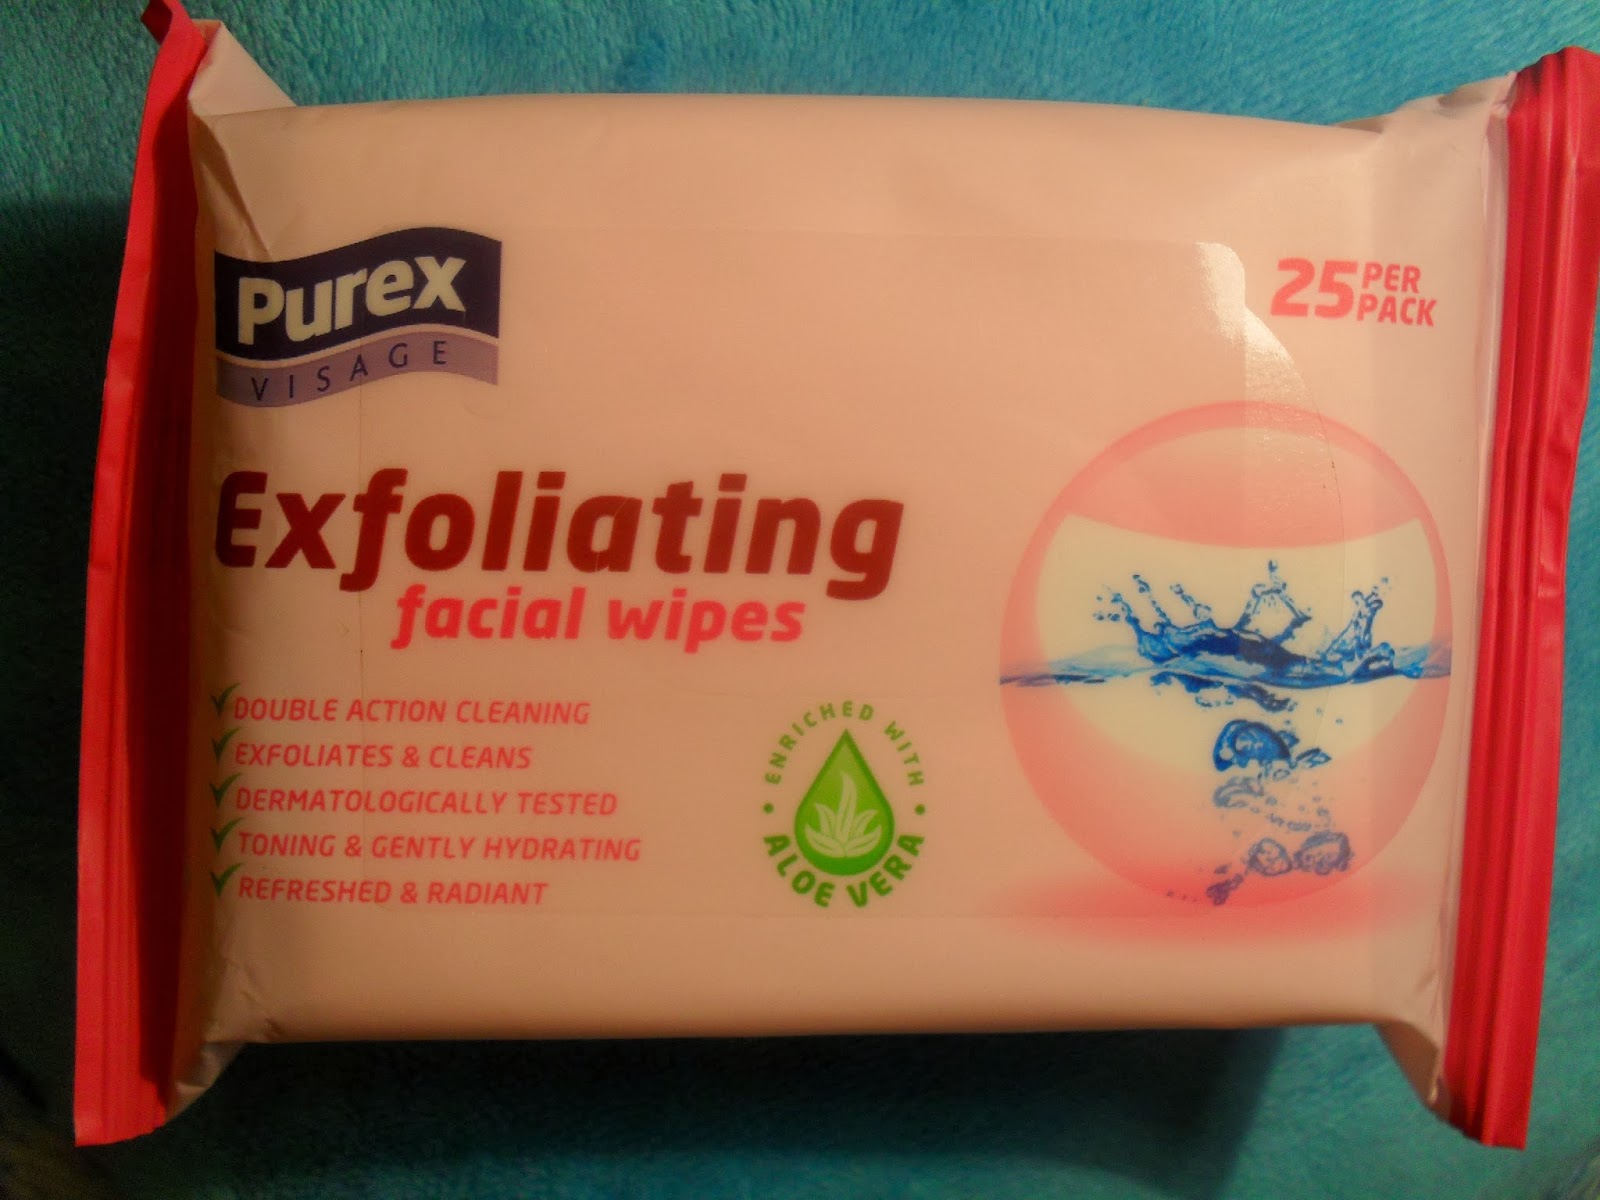 Purex
VISAGE
25 PER
PACK
Exfoliating
facial wipes
DOUBLE ACTION CLEANING
EXFOLIATES & CLEANS
DERMATOLOGICALLY TESTED
TONING & GENTLY HYDRATING
REFRESHED & RADIANT
• ENRICHED WITH •
ALOE VERA